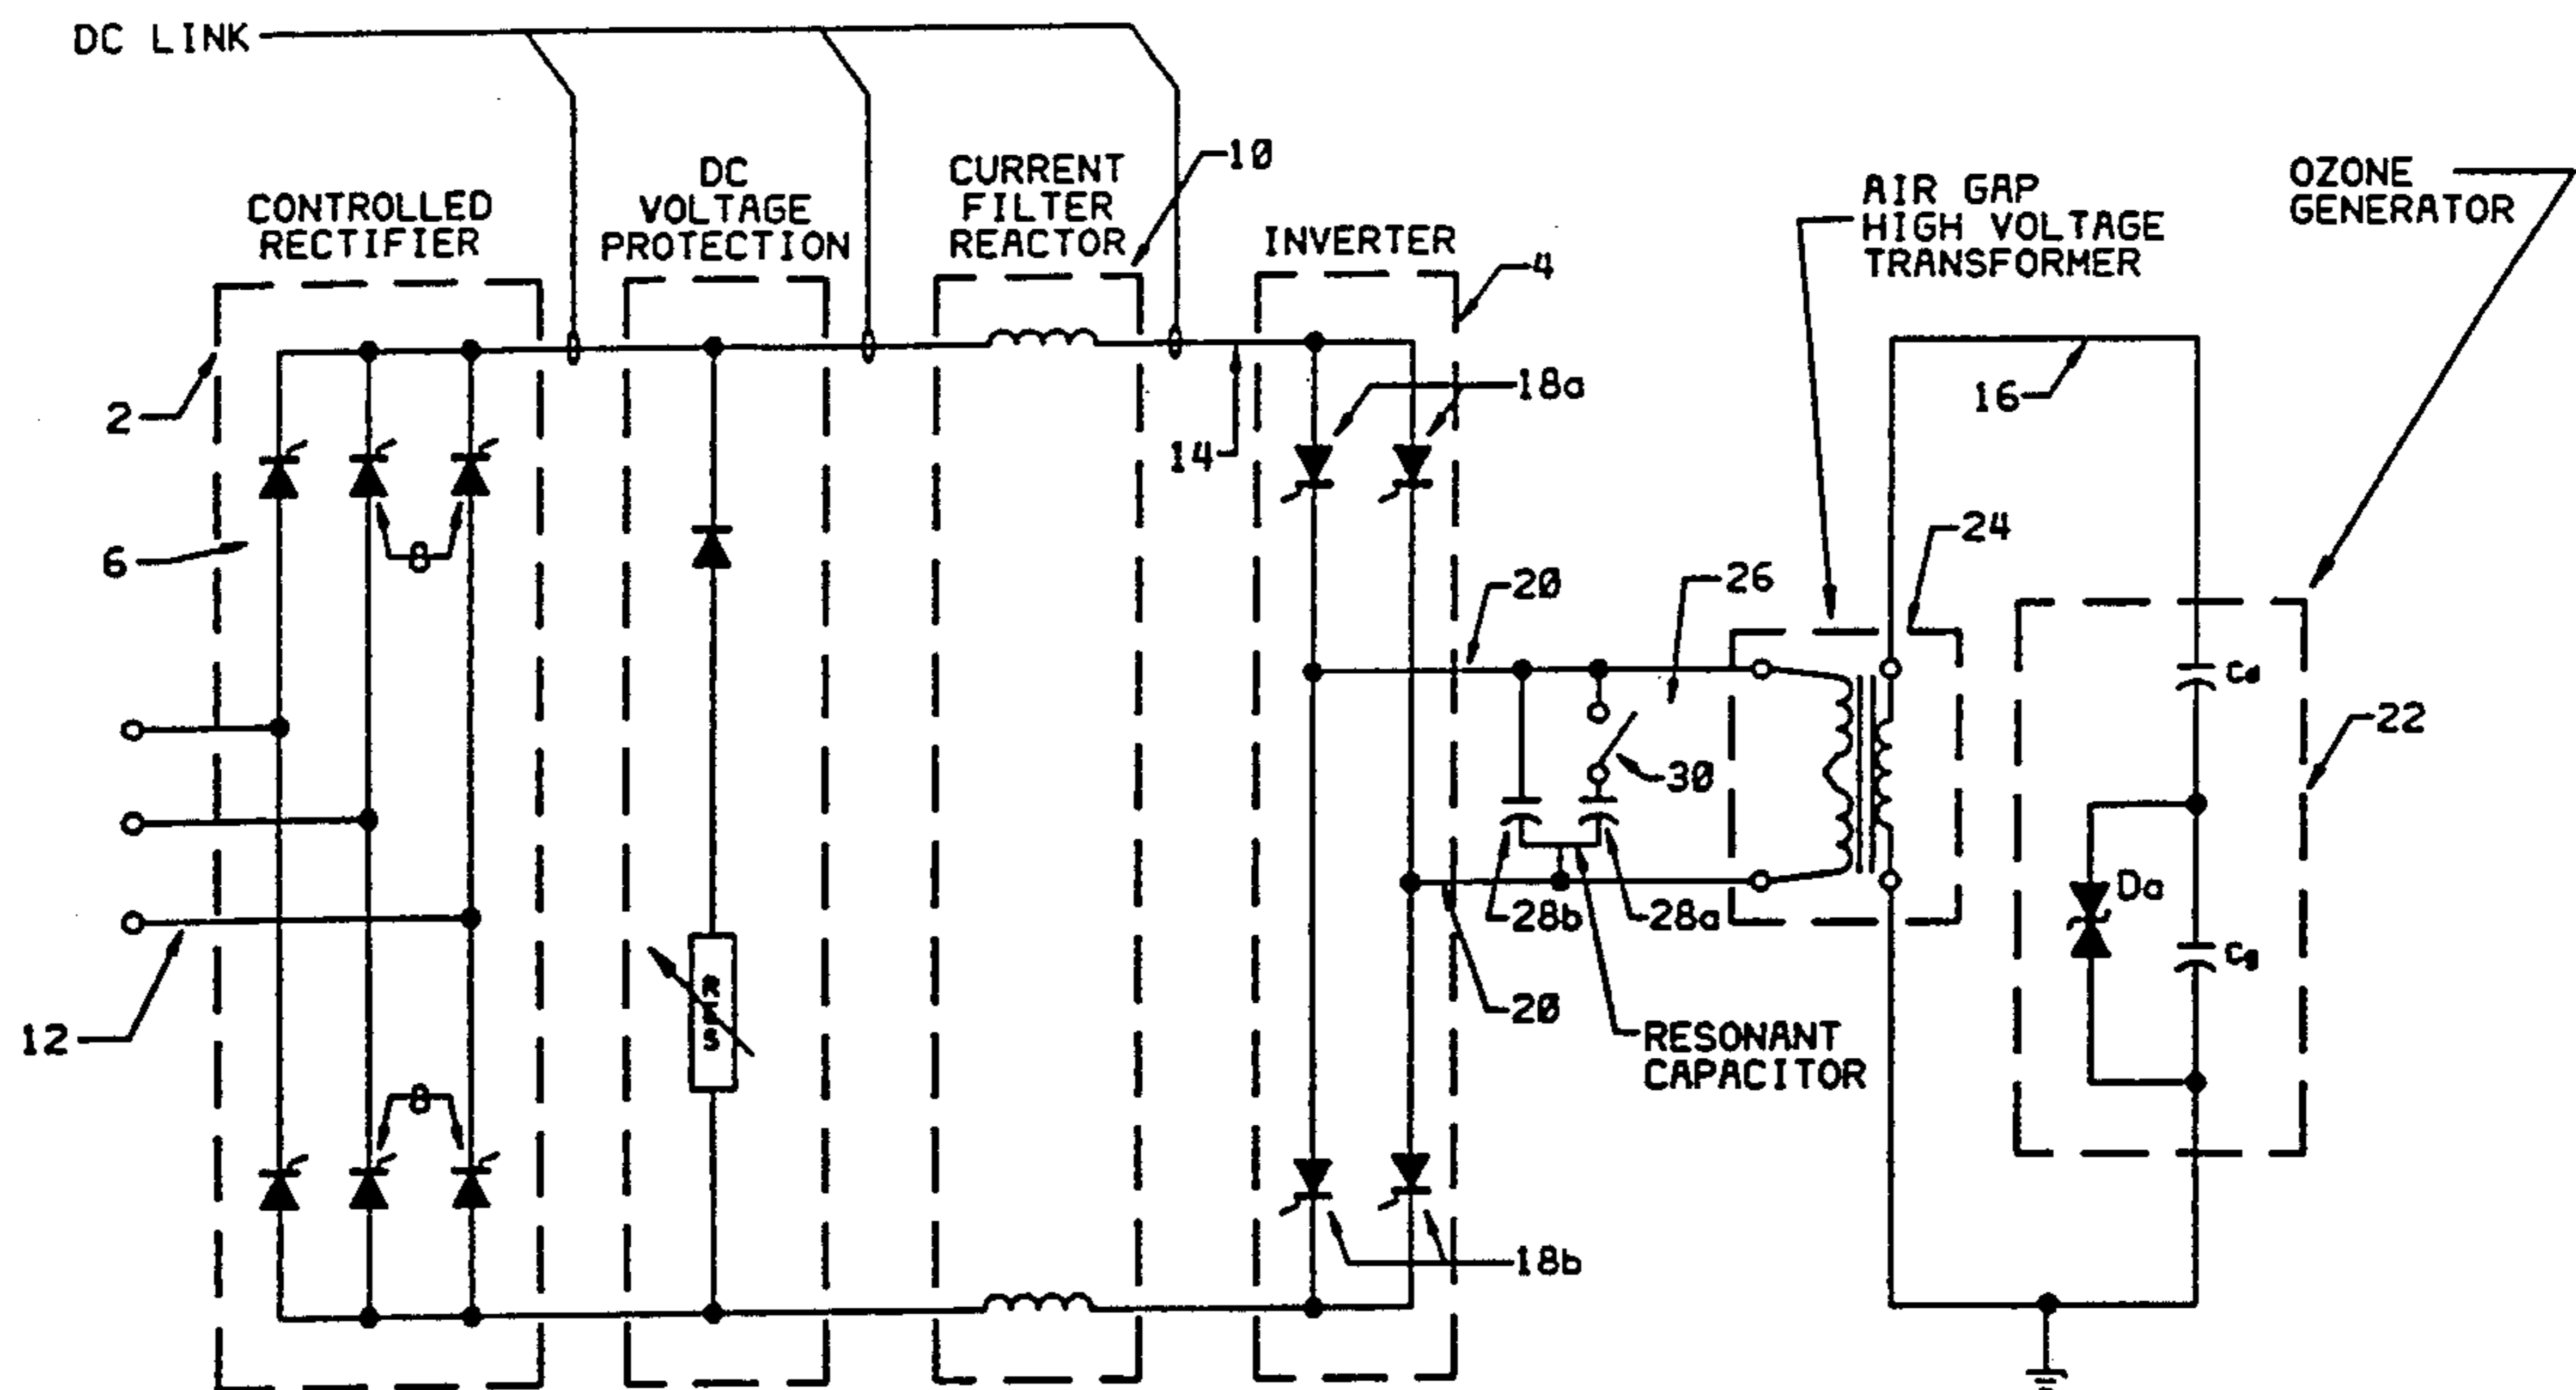 DC LINK
CONTROLLED
RECTIFIER
DC
VOLTAGE
PROTECTION
CURRENT
FILTER
REACTOR
10
INVERTER
4
AIR GAP
HIGH VOLTAGE
TRANSFORMER
OZONE
GENERATOR
2
18a
16
14
6
8
20
26
24
Cd
22
30
Da
28b
28a
Cg
12
20
RESONANT
CAPACITOR
8
18b